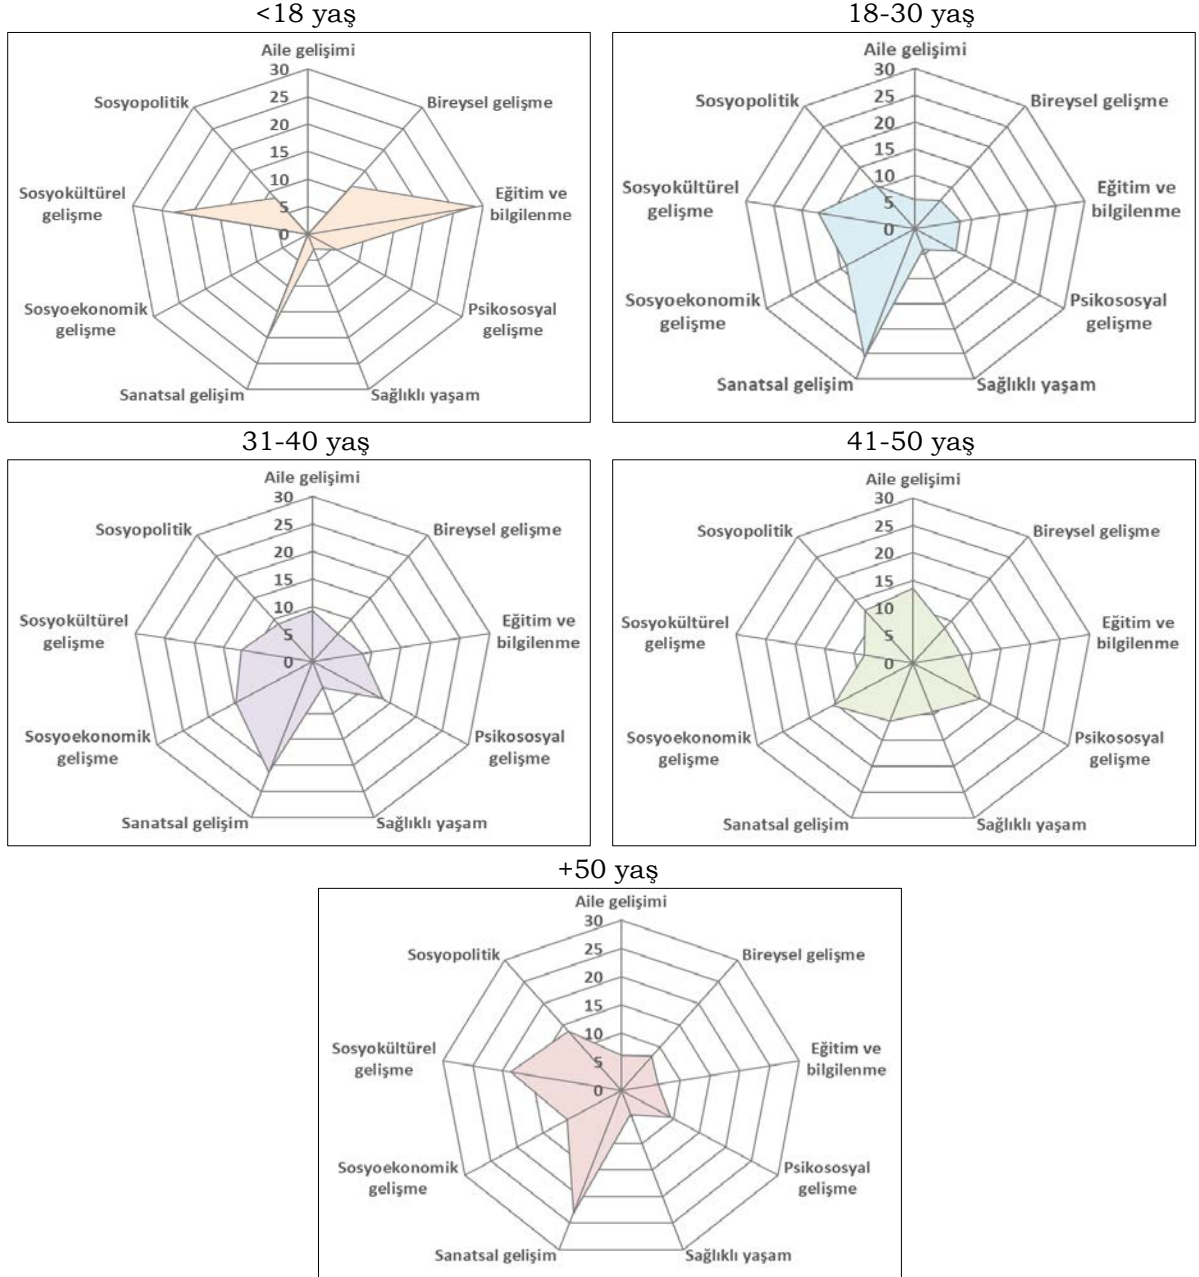 <18 yaş
Aile gelişimi
30
25
20
15
10
5
0
Bireysel gelişme
Eğitim ve
bilgilenme
Psikososyal
gelişme
Sağlıklı yaşam
Sanatsal gelişim
Sosyoekonomik
gelişme
Sosyokültürel
gelişme
Sosyopolitik
18-30 yaş
Aile gelişimi
30
25
20
15
10
5
0
Bireysel gelişme
Eğitim ve
bilgilenme
Psikososyal
gelişme
Sağlıklı yaşam
Sanatsal gelişim
Sosyoekonomik
gelişme
Sosyokültürel
gelişme
Sosyopolitik
31-40 yaş
Aile gelişimi
30
25
20
15
10
5
0
Bireysel gelişme
Eğitim ve
bilgilenme
Psikososyal
gelişme
Sağlıklı yaşam
Sanatsal gelişim
Sosyoekonomik
gelişme
Sosyokültürel
gelişme
Sosyopolitik
41-50 yaş
Aile gelişimi
30
25
20
15
10
5
0
Bireysel gelişme
Eğitim ve
bilgilenme
Psikososyal
gelişme
Sağlıklı yaşam
Sanatsal gelişim
Sosyoekonomik
gelişme
Sosyokültürel
gelişme
Sosyopolitik
+50 yaş
Aile gelişimi
30
25
20
15
10
5
0
Bireysel gelişme
Eğitim ve
bilgilenme
Psikososyal
gelişme
Sağlıklı yaşam
Sanatsal gelişim
Sosyoekonomik
gelişme
Sosyokültürel
gelişme
Sosyopolitik